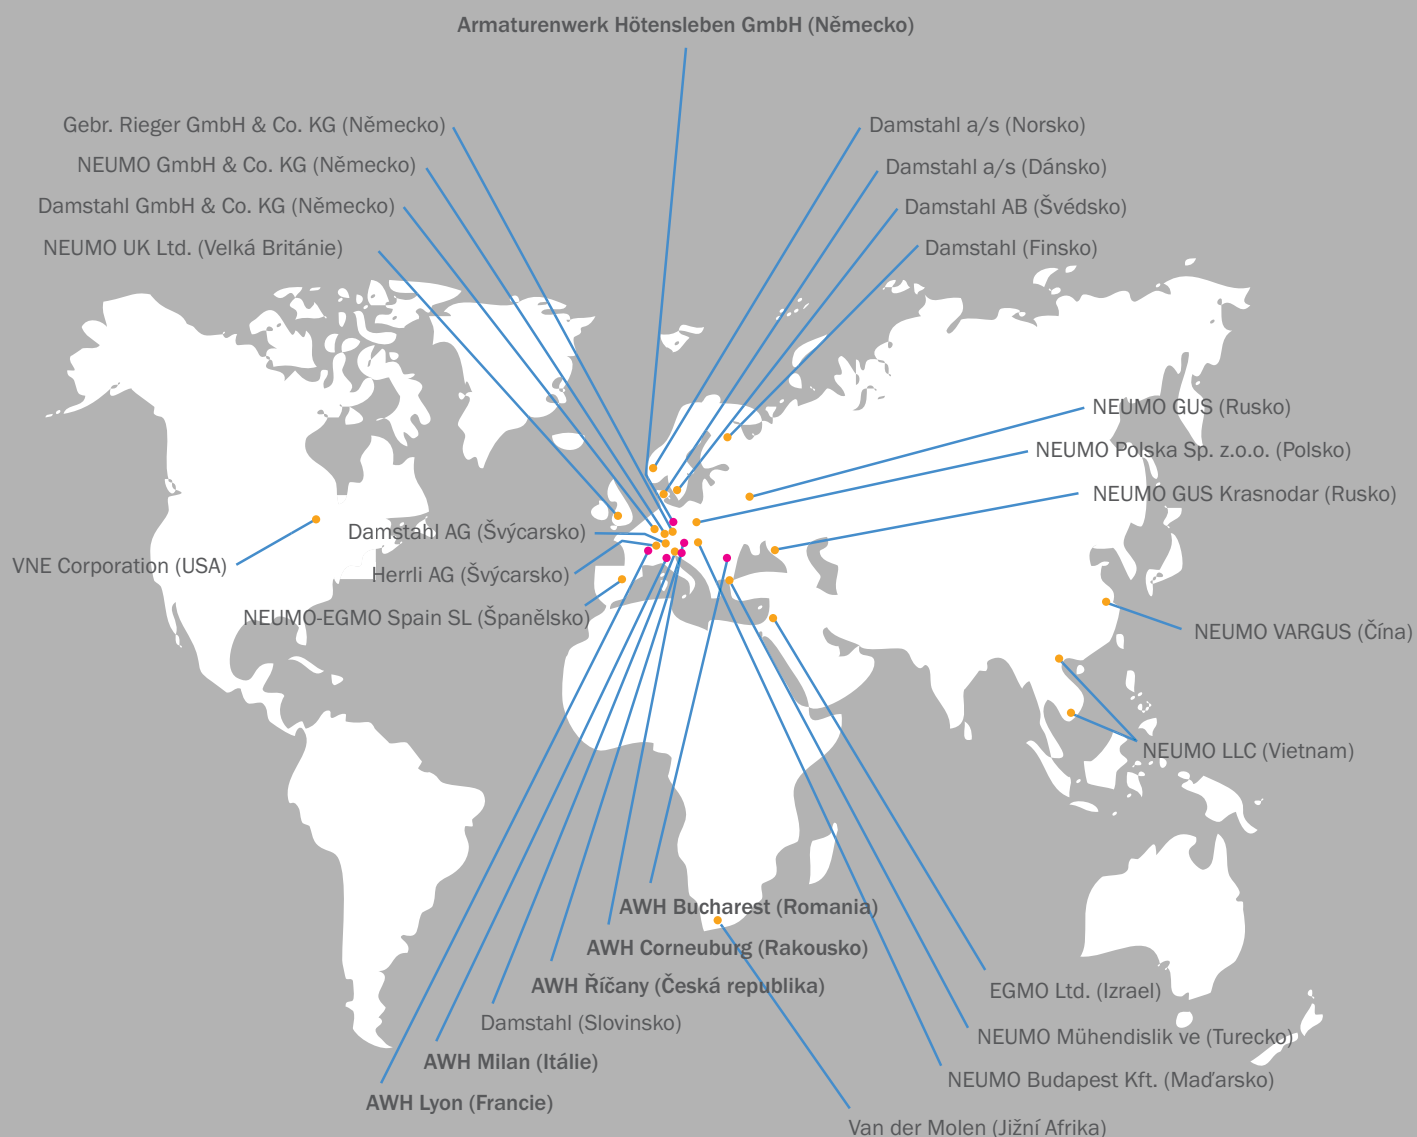 Armaturenwerk Hötensleben GmbH (Německo)
Gebr. Rieger GmbH & Co. KG (Německo)
NEUMO GmbH & Co. KG (Německo)
Damstahl GmbH & Co. KG (Německo)
NEUMO UK Ltd. (Velká Británie)
Damstahl a/s (Norsko)
Damstahl a/s (Dánsko)
Damstahl AB (Švédsko)
Damstahl (Finsko)
NEUMO GUS (Rusko)
NEUMO Polska Sp. z.o.o. (Polsko)
NEUMO GUS Krasnodar (Rusko)
Damstahl AG (Švýcarsko)
VNE Corporation (USA)
Herrli AG (Švýcarsko)
NEUMO-EGMO Spain SL (Španělsko)
NEUMO VARGUS (Čína)
NEUMO LLC (Vietnam)
AWH Bucharest (Romania)
AWH Corneuburg (Rakousko)
AWH Říčany (Česká republika)
Damstahl (Slovinsko)
AWH Milan (Itálie)
AWH Lyon (Francie)
EGMO Ltd. (Izrael)
NEUMO Mühendislik ve (Turecko)
NEUMO Budapest Kft. (Maďarsko)
Van der Molen (Jižní Afrika)